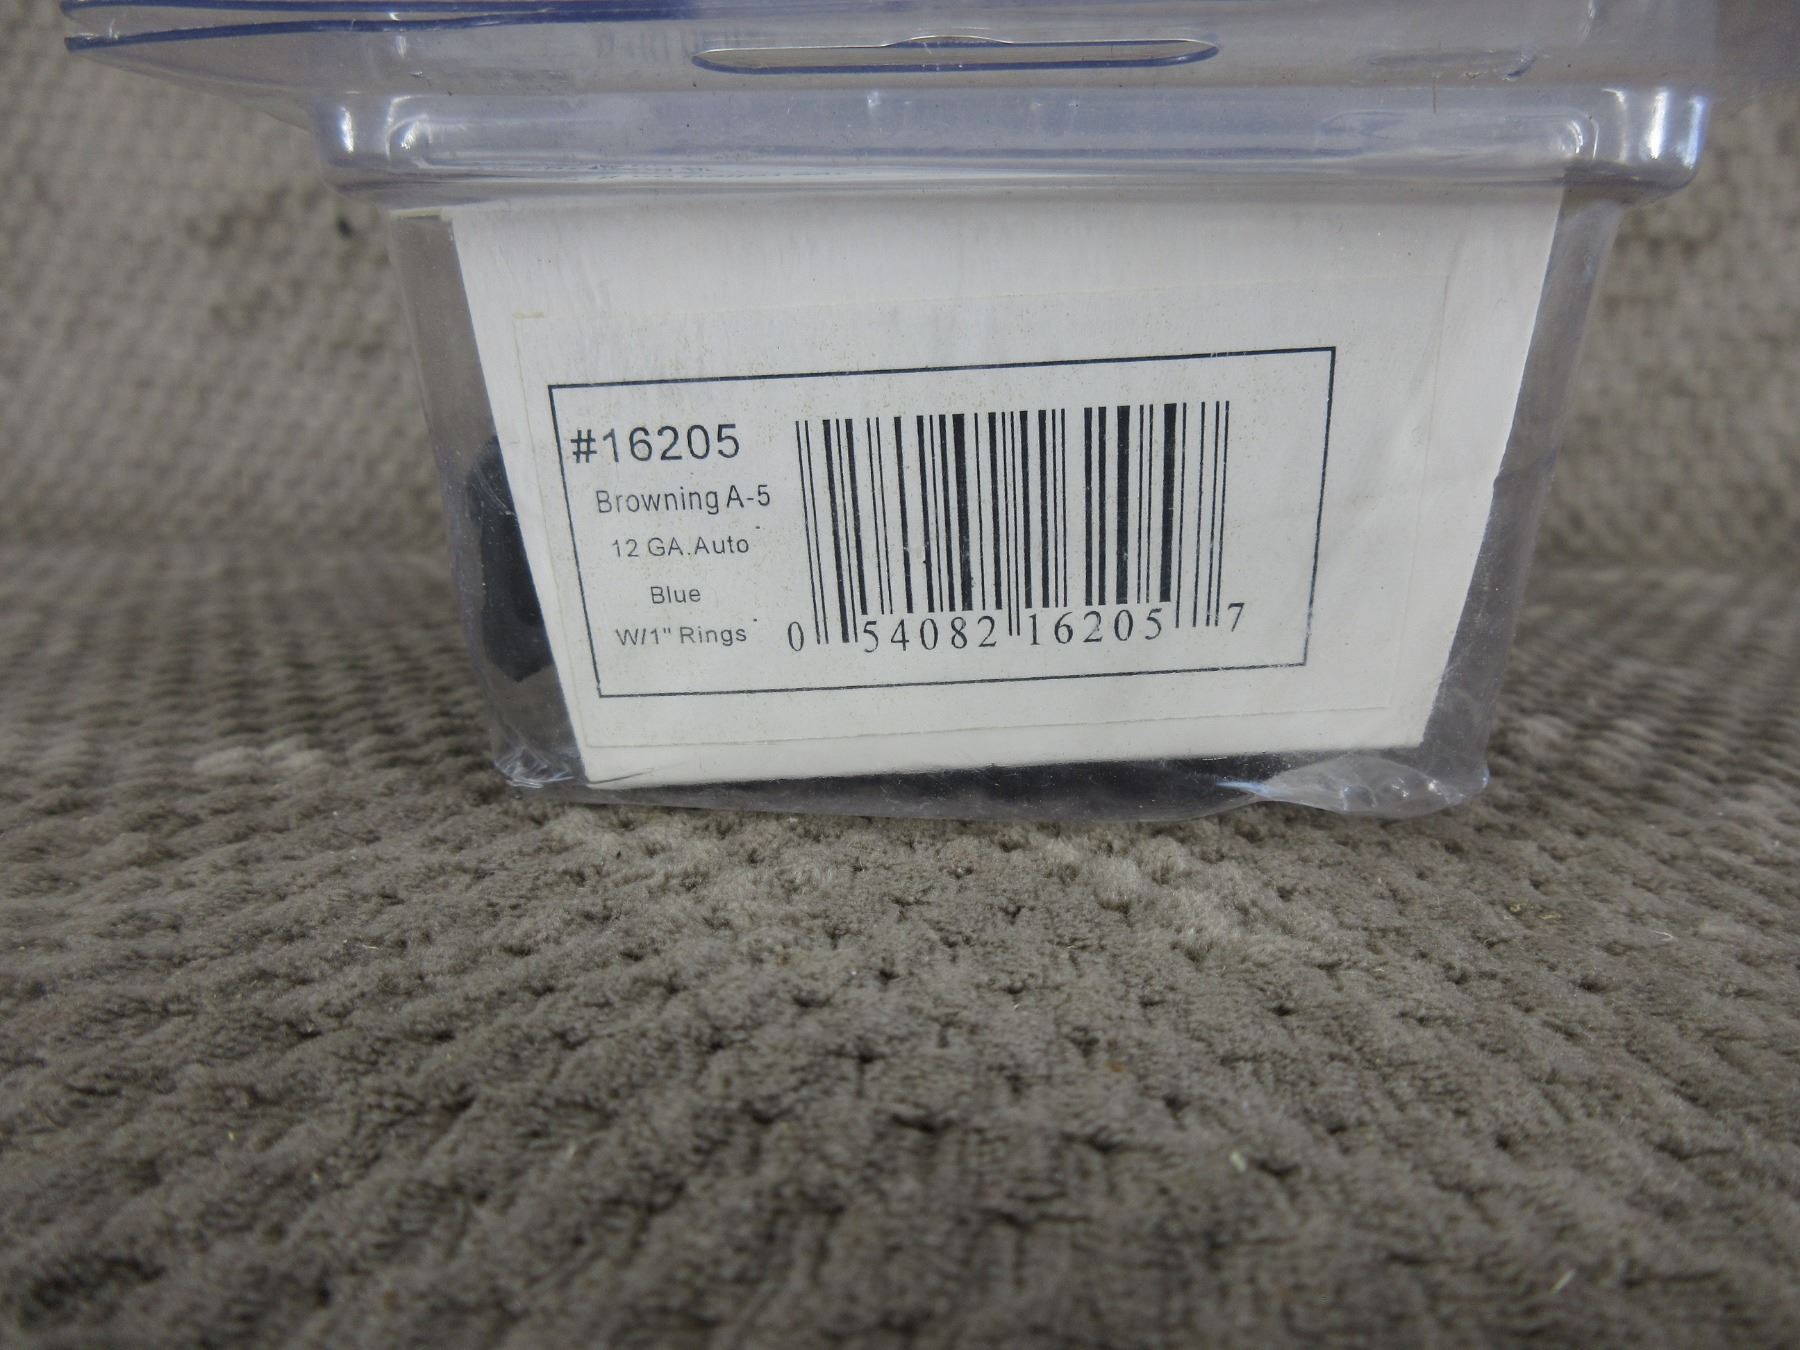 #16205
Browning A-5
12 GA. Auto
Blue
W/1" Rings
0 54082 16205 7